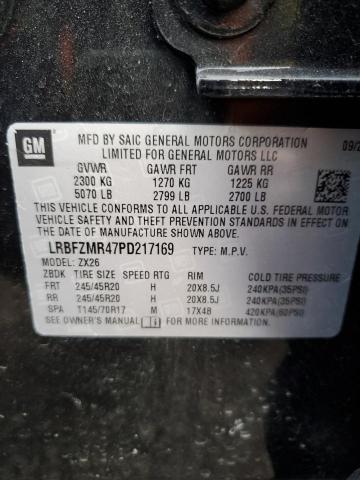 GM
MFD BY SAIC GENERAL MOTORS CORPORATION
LIMITED FOR GENERAL MOTORS LLC
09/2
GVWR GAWR FRT GAWR RR
2300 KG 1270 KG 1225 KG
5070 LB 2799 LB 2700 LB
THIS VEHICLE CONFORMS TO ALL APPLICABLE U.S. FEDERAL MOTOR
VEHICLE SAFETY AND THEFT PREVENTION STANDARDS IN EFFECT ON
THE DATE OF MANUFACTURE SHOWN ABOVE.
LRBFZMR47PD217169 TYPE: M.P.V.
MODEL: ZX26
ZBDK TIRE SIZE SPEED RTG RIM COLD TIRE PRESSURE
FRT 245/45R20 H 20X8.5J 240KPA(35PSI)
RR 245/45R20 H 20X8.5J 240KPA(35PSI)
SPA T145/70R17 M 17X4B 420KPA(60PSI)
SEE OWNER'S MANUAL FOR MORE INFORMATION.